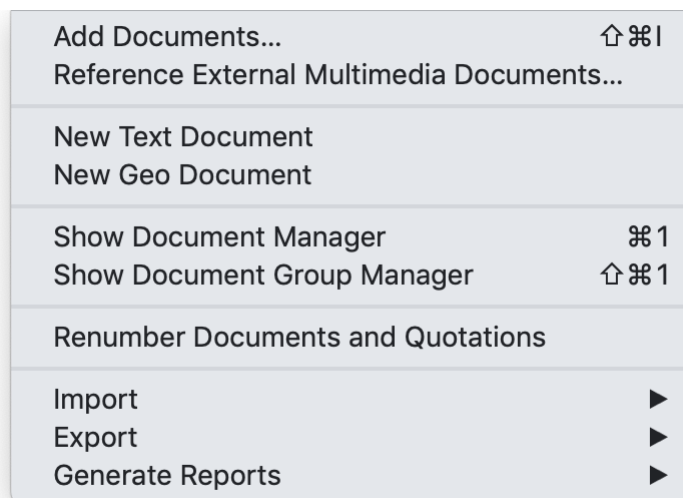 Add Documents... ⇧⌘I
Reference External Multimedia Documents...
New Text Document
New Geo Document
Show Document Manager ⌘1
Show Document Group Manager ⇧⌘1
Renumber Documents and Quotations
Import ▶
Export ▶
Generate Reports ▶